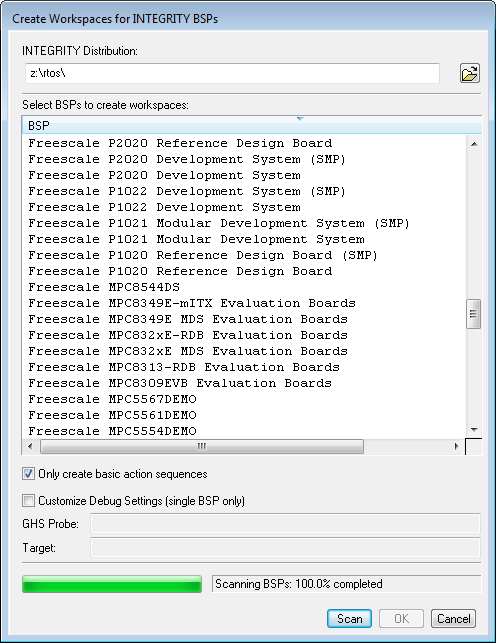 Create Workspaces for INTEGRITY BSPs
INTEGRITY Distribution:
z:\rtos\
Select BSPs to create workspaces:
BSP
Freescale P2020 Reference Design Board
Freescale P2020 Development System (SMP)
Freescale P2020 Development System
Freescale P1022 Development System (SMP)
Freescale P1022 Development System
Freescale P1021 Modular Development System (SMP)
Freescale P1021 Modular Development System
Freescale P1020 Reference Design Board (SMP)
Freescale P1020 Reference Design Board
Freescale MPC8544DS
Freescale MPC8349E-mITX Evaluation Boards
Freescale MPC8349E MDS Evaluation Boards
Freescale MPC832xE-RDB Evaluation Boards
Freescale MPC832xE MDS Evaluation Boards
Freescale MPC8313-RDB Evaluation Boards
Freescale MPC8309EVB Evaluation Boards
Freescale MPC5567DEMO
Freescale MPC5561DEMO
Freescale MPC5554DEMO
Only create basic action sequences
Customize Debug Settings (single BSP only)
GHS Probe:
Target:
Scanning BSPs: 100.0% completed
Scan
OK
Cancel